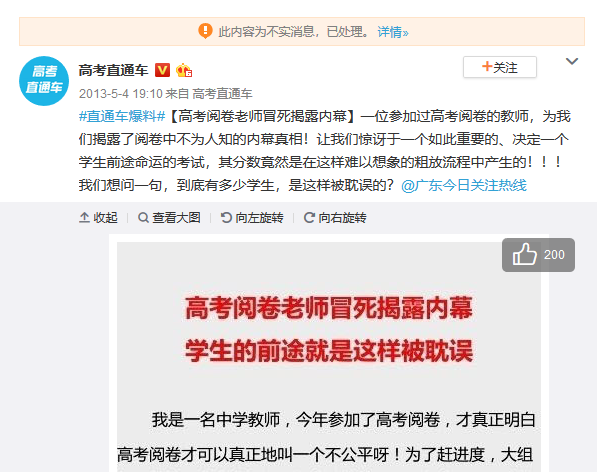 此内容为不实消息，已处理。 详情»
高考
直通车
高考直通车
+关注
2013-5-4 19:10 来自 高考直通车
#直通车爆料#【高考阅卷老师冒死揭露内幕】一位参加过高考阅卷的教师，为我
们揭露了阅卷中不为人知的内幕真相！让我们惊讶于一个如此重要的、决定一个
学生前途命运的考试，其分数竟然是在这样难以想象的粗放流程中产生的！！！
我们想问一句，到底有多少学生，是这样被耽误的？@广东今日关注热线
收起 查看大图 向左旋转 向右旋转
200
高考阅卷老师冒死揭露内幕
学生的前途就是这样被耽误
我是一名中学教师，今年参加了高考阅卷，才真正明白
高考阅卷才可以真正地叫一个不公平呀！为了赶进度，大组